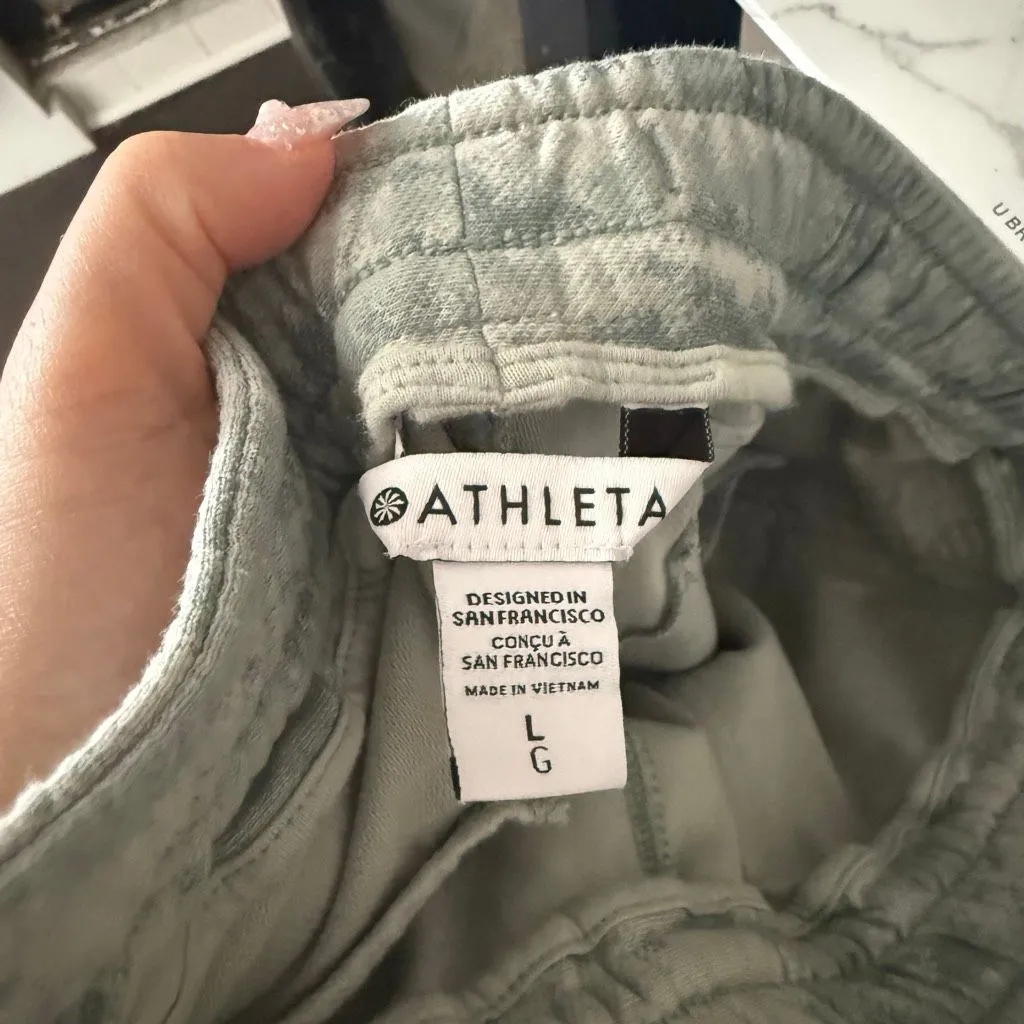 ATHLETA
DESIGNED IN
SAN FRANCISCO
CONÇU À
SAN FRANCISCO
MADE IN VIETNAM
L
G